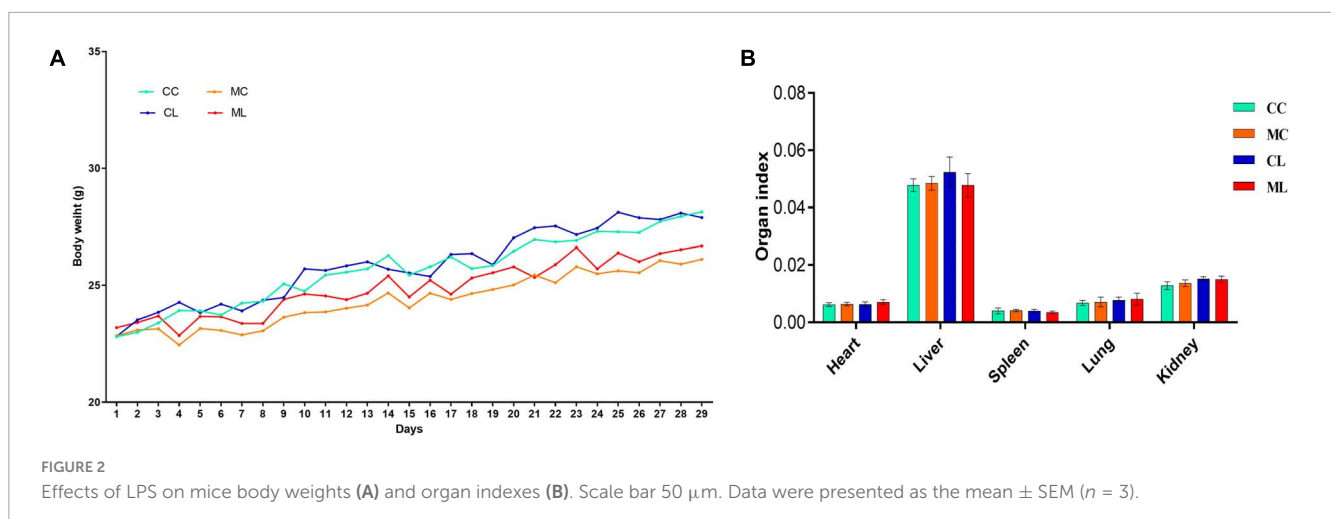 A
35
30
25
20
Body weiht (g)
CC
MC
CL
ML
1 2 3 4 5 6 7 8 9 10 11 12 13 14 15 16 17 18 19 20 21 22 23 24 25 26 27 28 29
Days
B
0.08
0.06
0.04
0.02
0.00
Organ index
CC
MC
CL
ML
Heart
Liver
Spleen
Lung
Kidney
FIGURE 2
Effects of LPS on mice body weights (A) and organ indexes (B). Scale bar 50 μm. Data were presented as the mean ± SEM (n = 3).